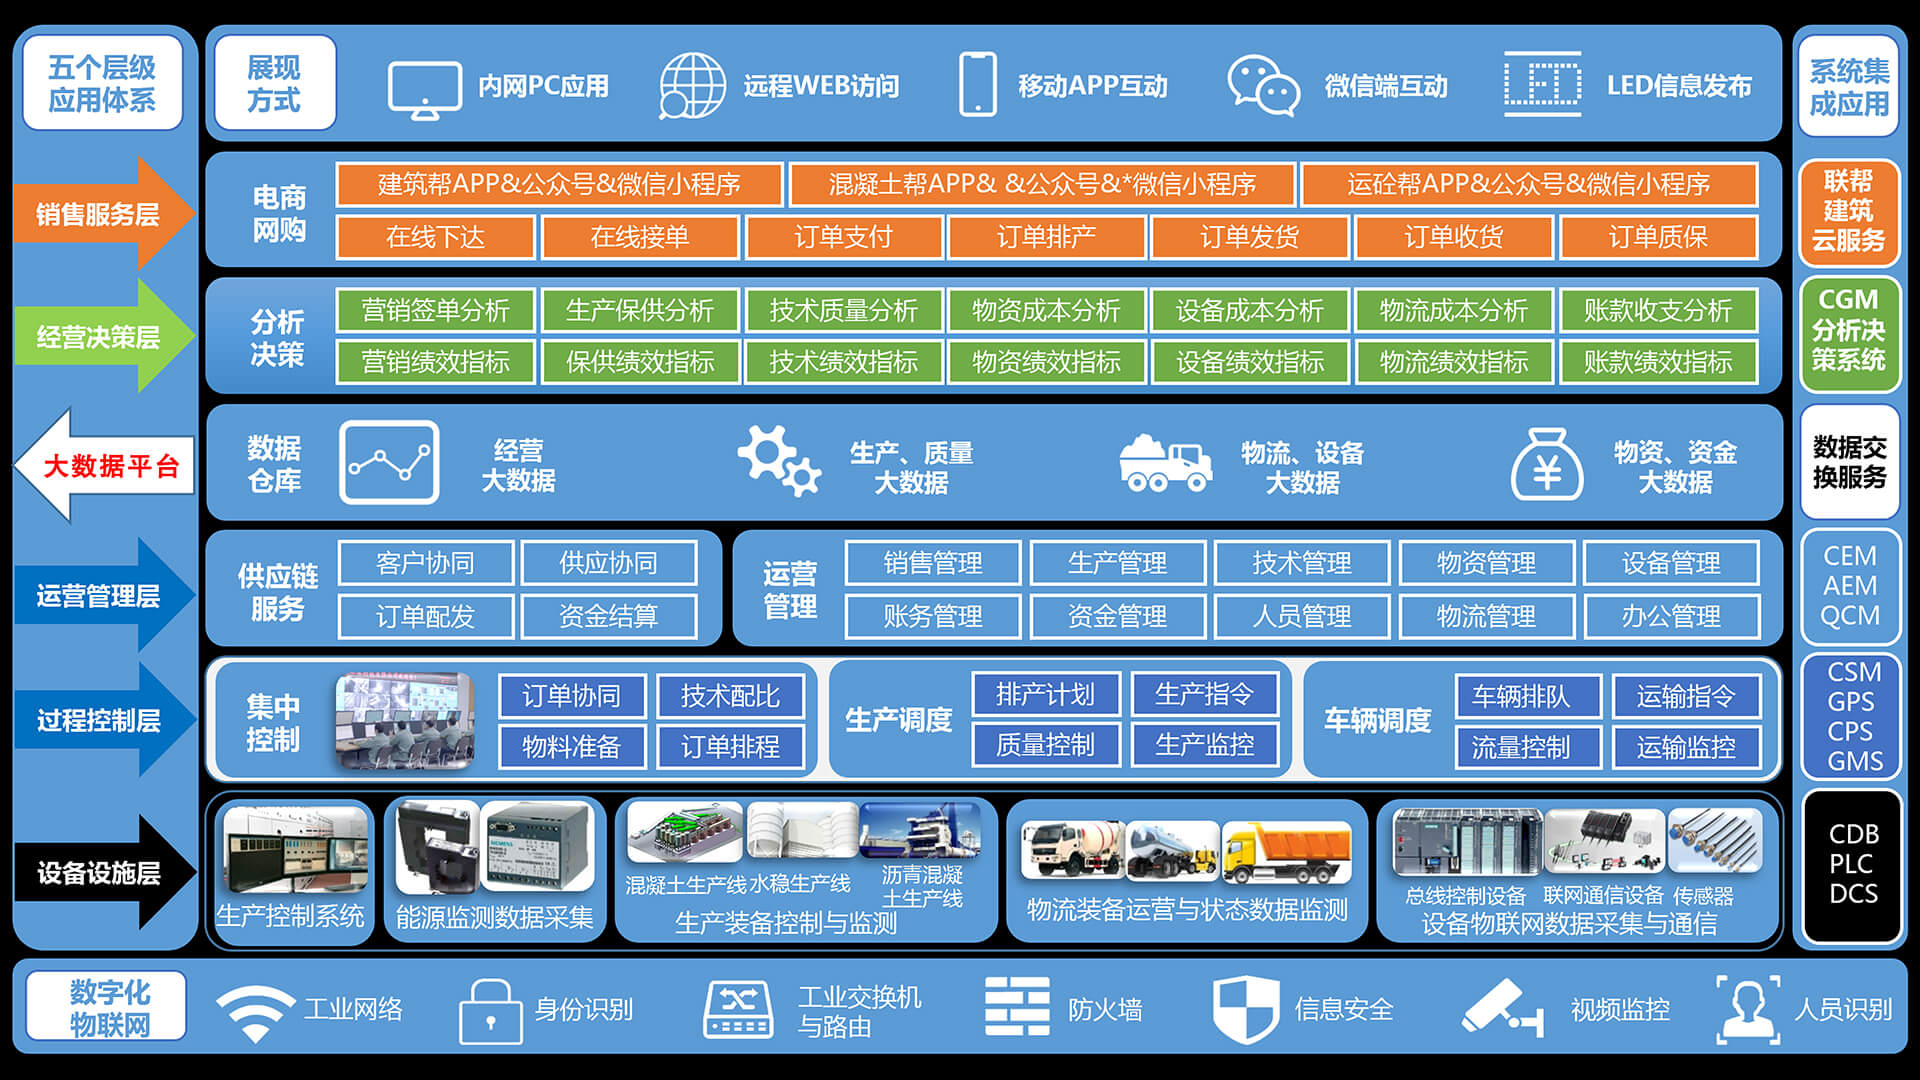 五个层级
应用体系
展现
方式
内网PC应用
远程WEB访问
移动APP互动
微信端互动
LED
LED信息发布
系统集
成应用
销售服务层
电商
网购
建筑帮APP&公众号&微信小程序
混凝土帮APP& &公众号&*微信小程序
运砼帮APP&公众号&微信小程序
在线下达
在线接单
订单支付
订单排产
订单发货
订单收货
订单质保
联帮
建筑
云服务
经营决策层
分析
决策
营销签单分析
生产保供分析
技术质量分析
物资成本分析
设备成本分析
物流成本分析
账款收支分析
营销绩效指标
保供绩效指标
技术绩效指标
物资绩效指标
设备绩效指标
物流绩效指标
账款绩效指标
CGM
分析决
策系统
大数据平台
数据
仓库
经营
大数据
生产、质量
大数据
物流、设备
大数据
¥
物资、资金
大数据
数据交
换服务
运营管理层
供应链
服务
客户协同
供应协同
订单配发
资金结算
运营
管理
销售管理
生产管理
技术管理
物资管理
设备管理
账务管理
资金管理
人员管理
物流管理
办公管理
CEM
AEM
QCM
过程控制层
集中
控制
订单协同
技术配比
物料准备
订单排程
生产调度
排产计划
生产指令
质量控制
生产监控
车辆调度
车辆排队
运输指令
流量控制
运输监控
CSM
GPS
CPS
GMS
设备设施层
生产控制系统
SIEMENS
能源监测数据采集
混凝土生产线
水稳生产线
沥青混凝
土生产线
生产装备控制与监测
物流装备运营与状态数据监测
总线控制设备
联网通信设备
传感器
设备物联网数据采集与通信
CDB
PLC
DCS
数字化
物联网
工业网络
身份识别
工业交换机
与路由
防火墙
信息安全
视频监控
人员识别